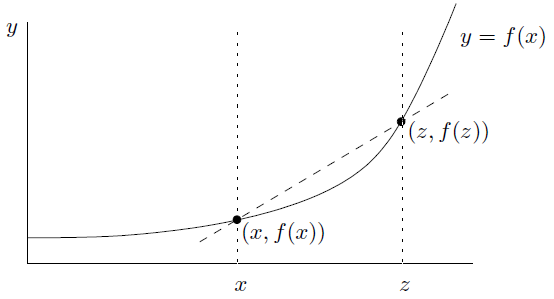 y
y = f(x)
(z, f(z))
(x, f(x))
x
z